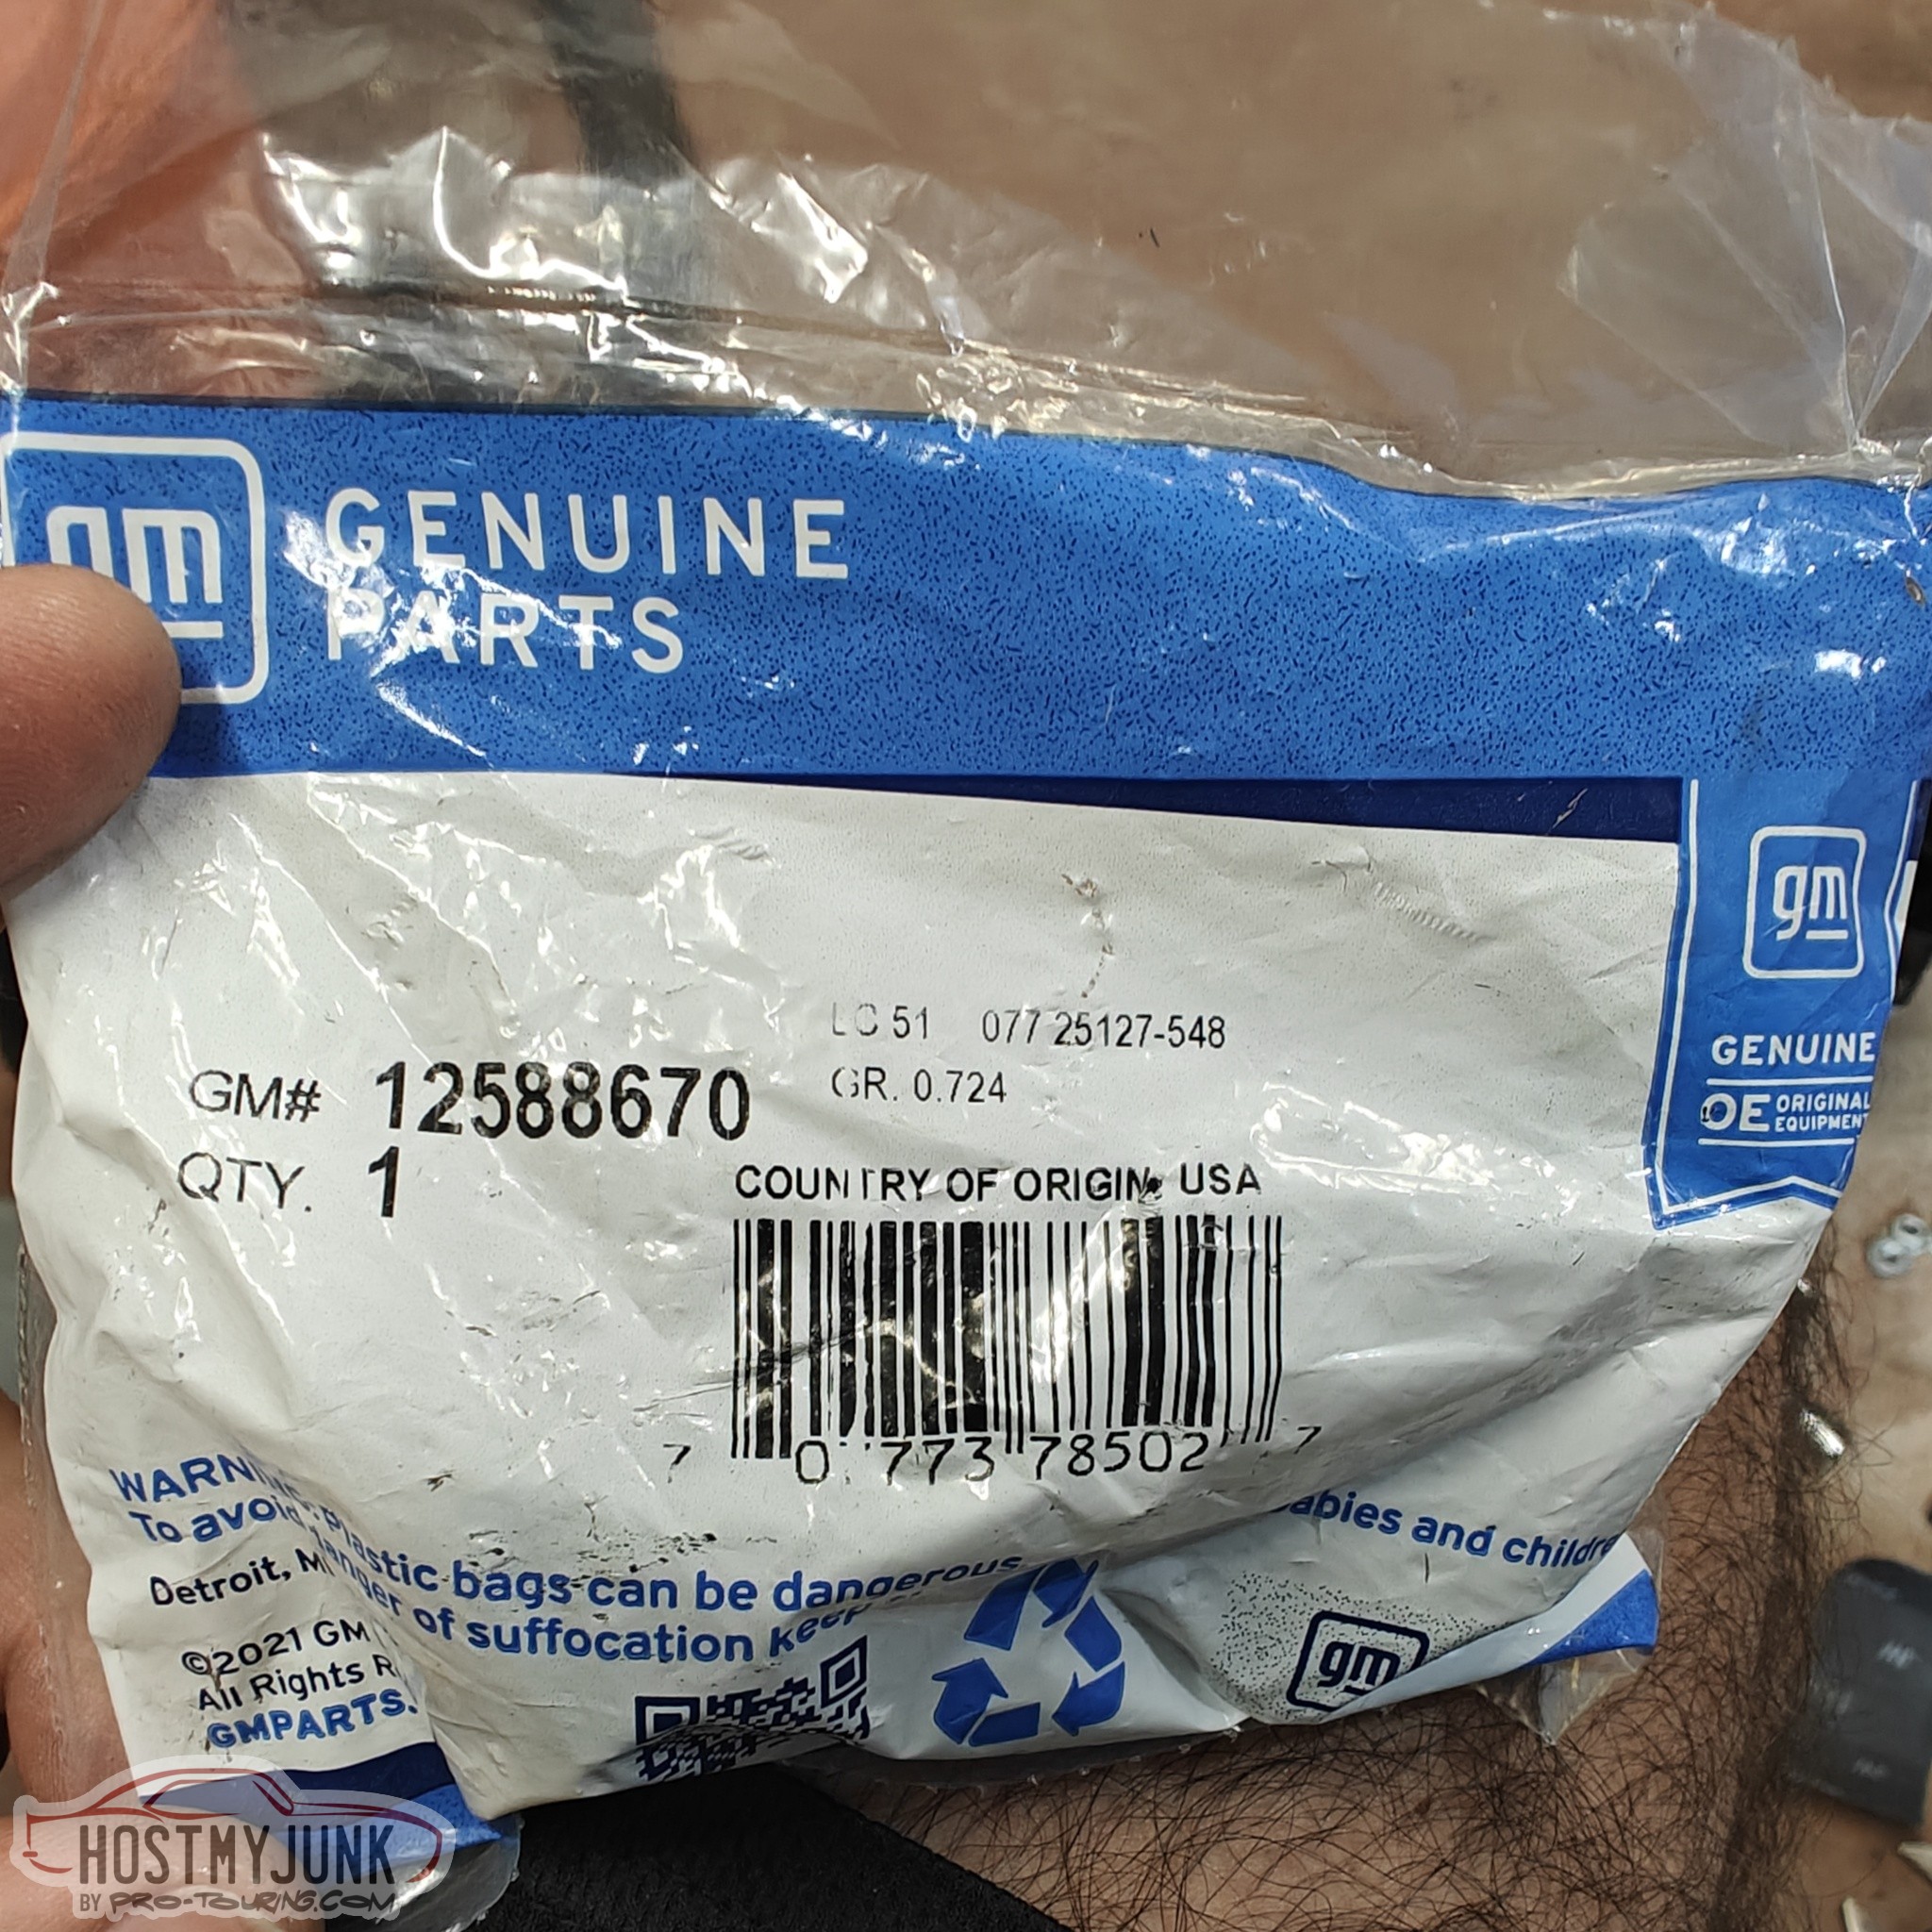 gm GENUINE
PARTS
gm
GENUINE
OE ORIGINAL
EQUIPMENT
LC 51 077 25127-548
GM# 12588670 GR. 0.724
QTY. 1
COUNTRY OF ORIGIN: USA
7 0 77378502 7
WARNING: Plastic bags can be dangerous.
To avoid danger of suffocation keep
babies and childre
Detroit, MI
©2021 GM
All Rights R
GMPARTS.
gm
HOSTMYJUNK
BY PRO-TOURING.COM